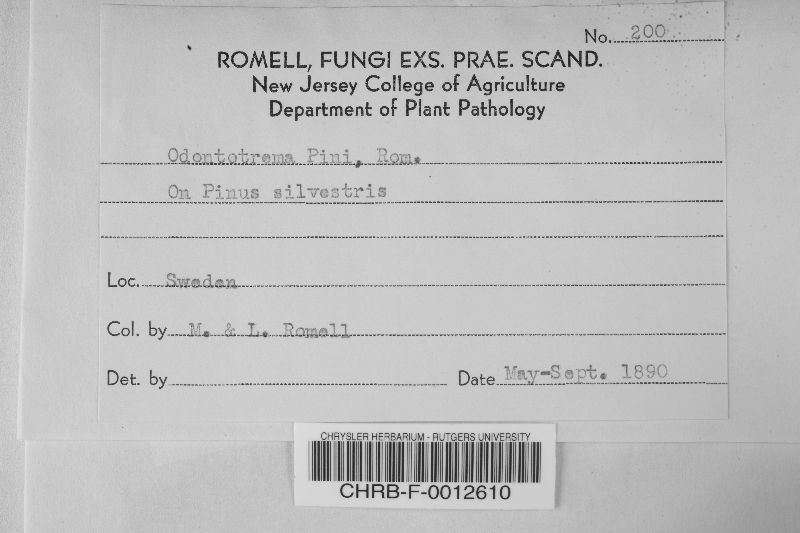 No. 200
ROMELL, FUNGI EXS. PRAE. SCAND.
New Jersey College of Agriculture
Department of Plant Pathology
Odontotrema Pini, Rom.
On Pinus silvestris
Loc. Sweden
Col. by M. & L. Romell
Det. by Date May-Sept. 1890
CHRYSLER HERBARIUM - RUTGERS UNIVERSITY
CHRB-F-0012610